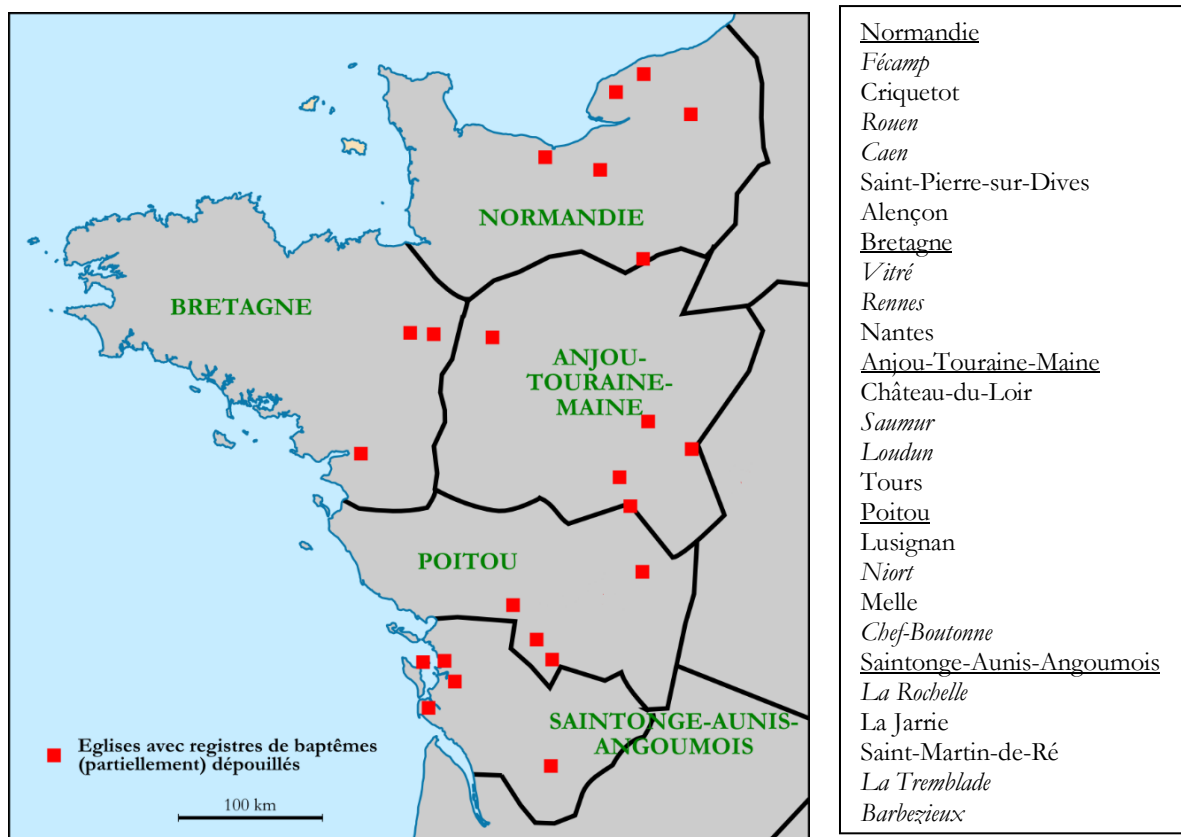 NORMANDIE
BRETAGNE
ANJOU-
TOURAINE-
MAINE
POITOU
SAINTONGE-AUNIS-
ANGOUMOIS
Eglises avec registres de baptêmes
(partiellement) dépouillés
100 km
Normandie
Fécamp
Criquetot
Rouen
Caen
Saint-Pierre-sur-Dives
Alençon
Bretagne
Vitré
Rennes
Nantes
Anjou-Touraine-Maine
Château-du-Loir
Saumur
Loudun
Tours
Poitou
Lusignan
Niort
Melle
Chef-Boutonne
Saintonge-Aunis-Angoumois
La Rochelle
La Jarrie
Saint-Martin-de-Ré
La Tremblade
Barbezieux